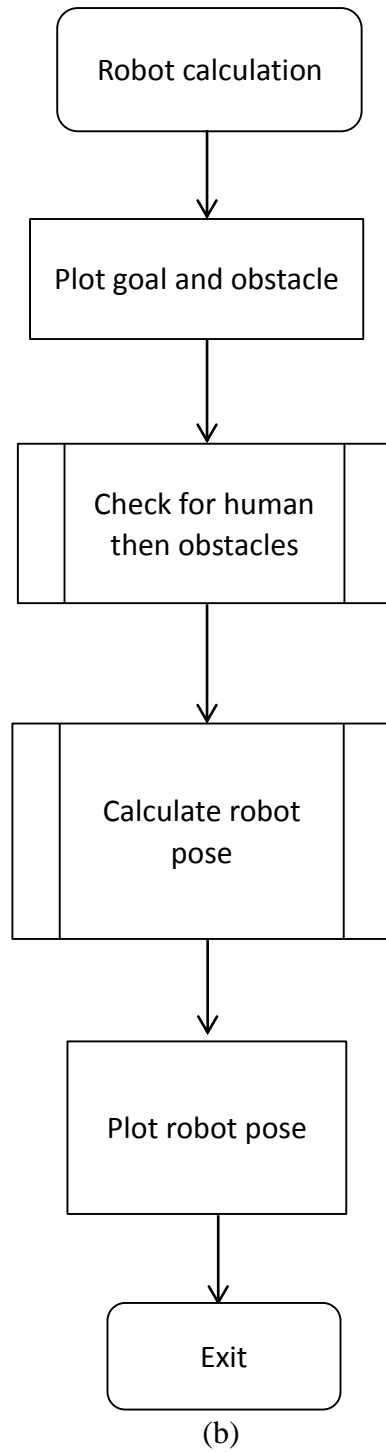 Robot calculation
Plot goal and obstacle
Check for human
then obstacles
Calculate robot
pose
Plot robot pose
Exit
(b)